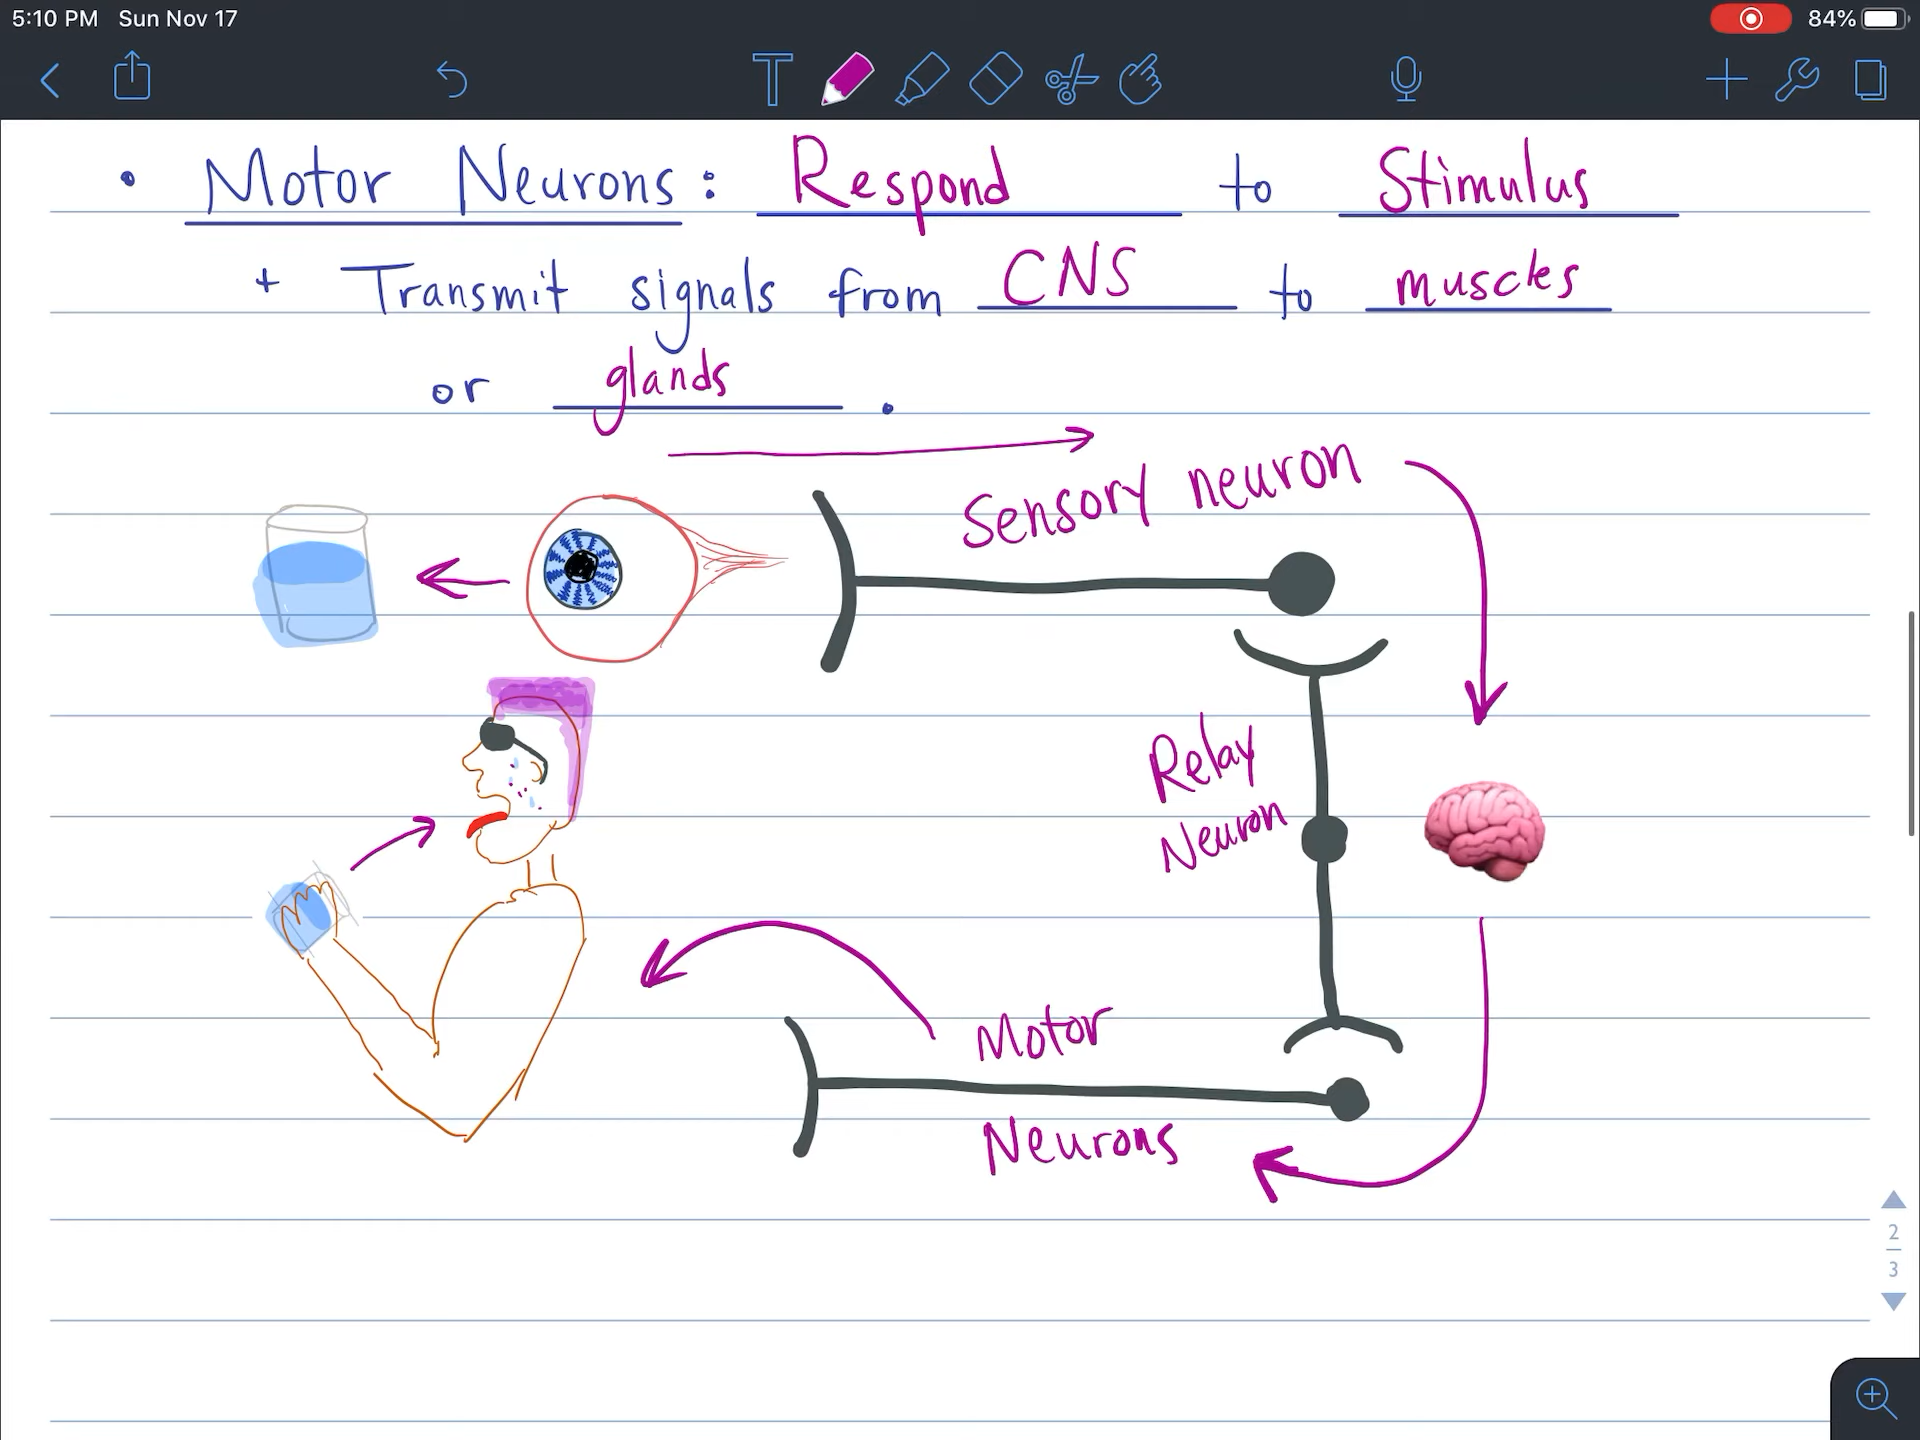 5:10 PM Sun Nov 17
84%
T
• Motor Neurons: Respond to Stimulus
+ Transmit signals from CNS to muscles
or glands .
Sensory neuron
Relay
Neuron
Motor
Neurons
2
3